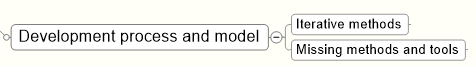 Development process and model
Iterative methods
Missing methods and tools